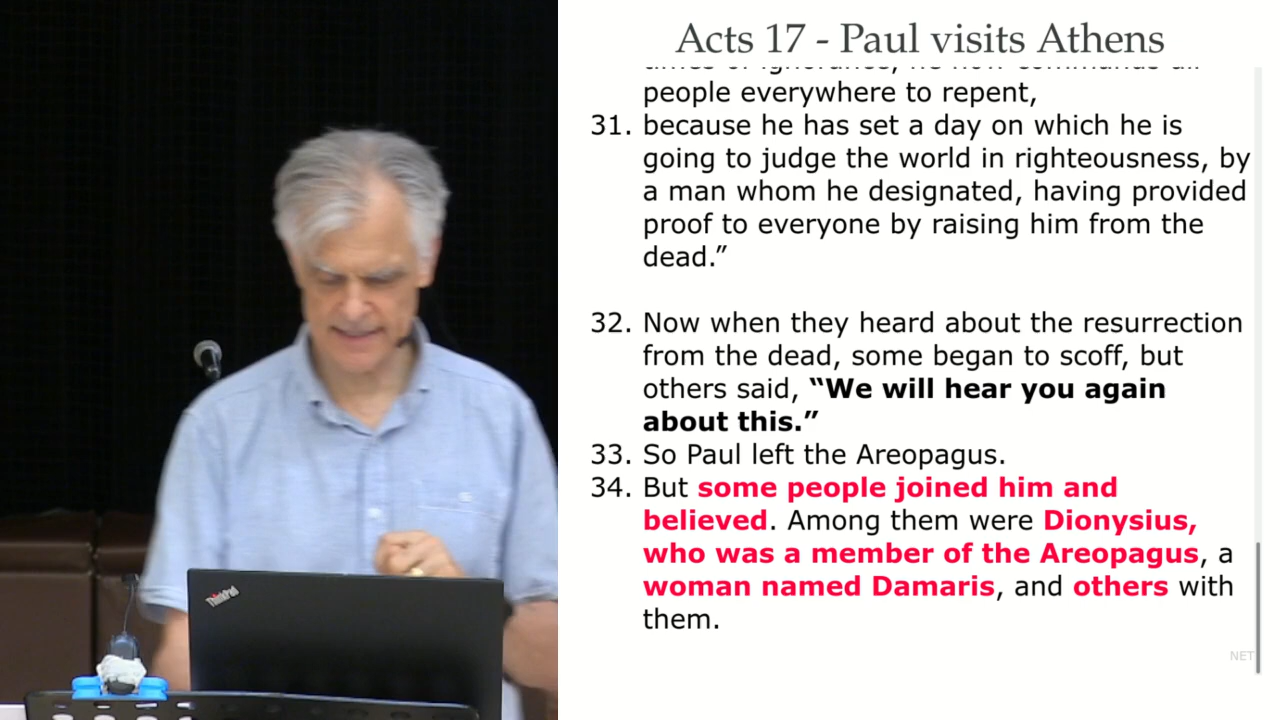 Acts 17 - Paul visits Athens
people everywhere to repent,
31. because he has set a day on which he is
going to judge the world in righteousness, by
a man whom he designated, having provided
proof to everyone by raising him from the
dead.”
32. Now when they heard about the resurrection
from the dead, some began to scoff, but
others said, “We will hear you again
about this.”
33. So Paul left the Areopagus.
34. But some people joined him and
believed. Among them were Dionysius,
who was a member of the Areopagus, a
woman named Damaris, and others with
them.
NET
ThinkPad